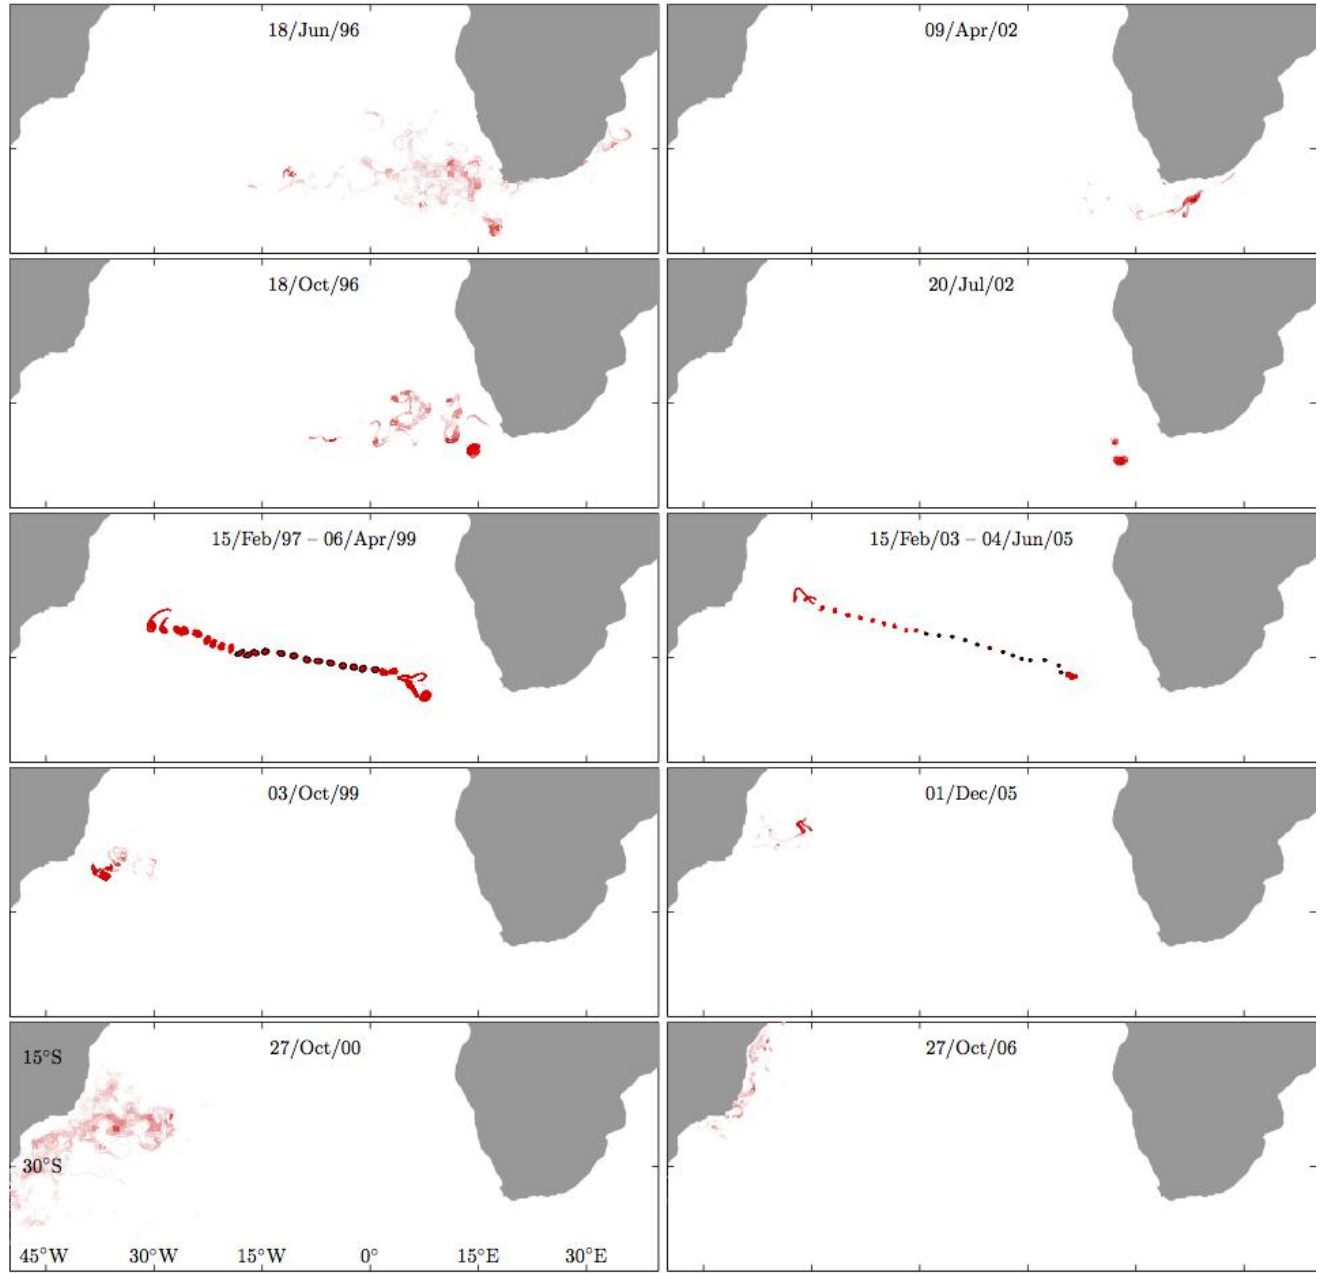 18/Jun/96
09/Apr/02
18/Oct/96
20/Jul/02
15/Feb/97 – 06/Apr/99
15/Feb/03 – 04/Jun/05
03/Oct/99
01/Dec/05
27/Oct/00
27/Oct/06
15°S
30°S
45°W 30°W 15°W 0° 15°E 30°E